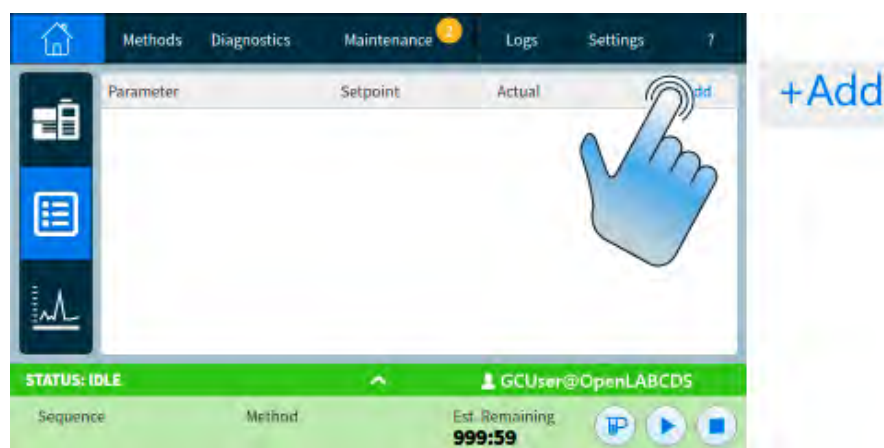 Methods Diagnostics Maintenance 2 Logs Settings ?
Parameter Setpoint Actual dd
+Add
STATUS: IDLE GCUser@OpenLABCDS
Sequence Method Est. Remaining
999:59